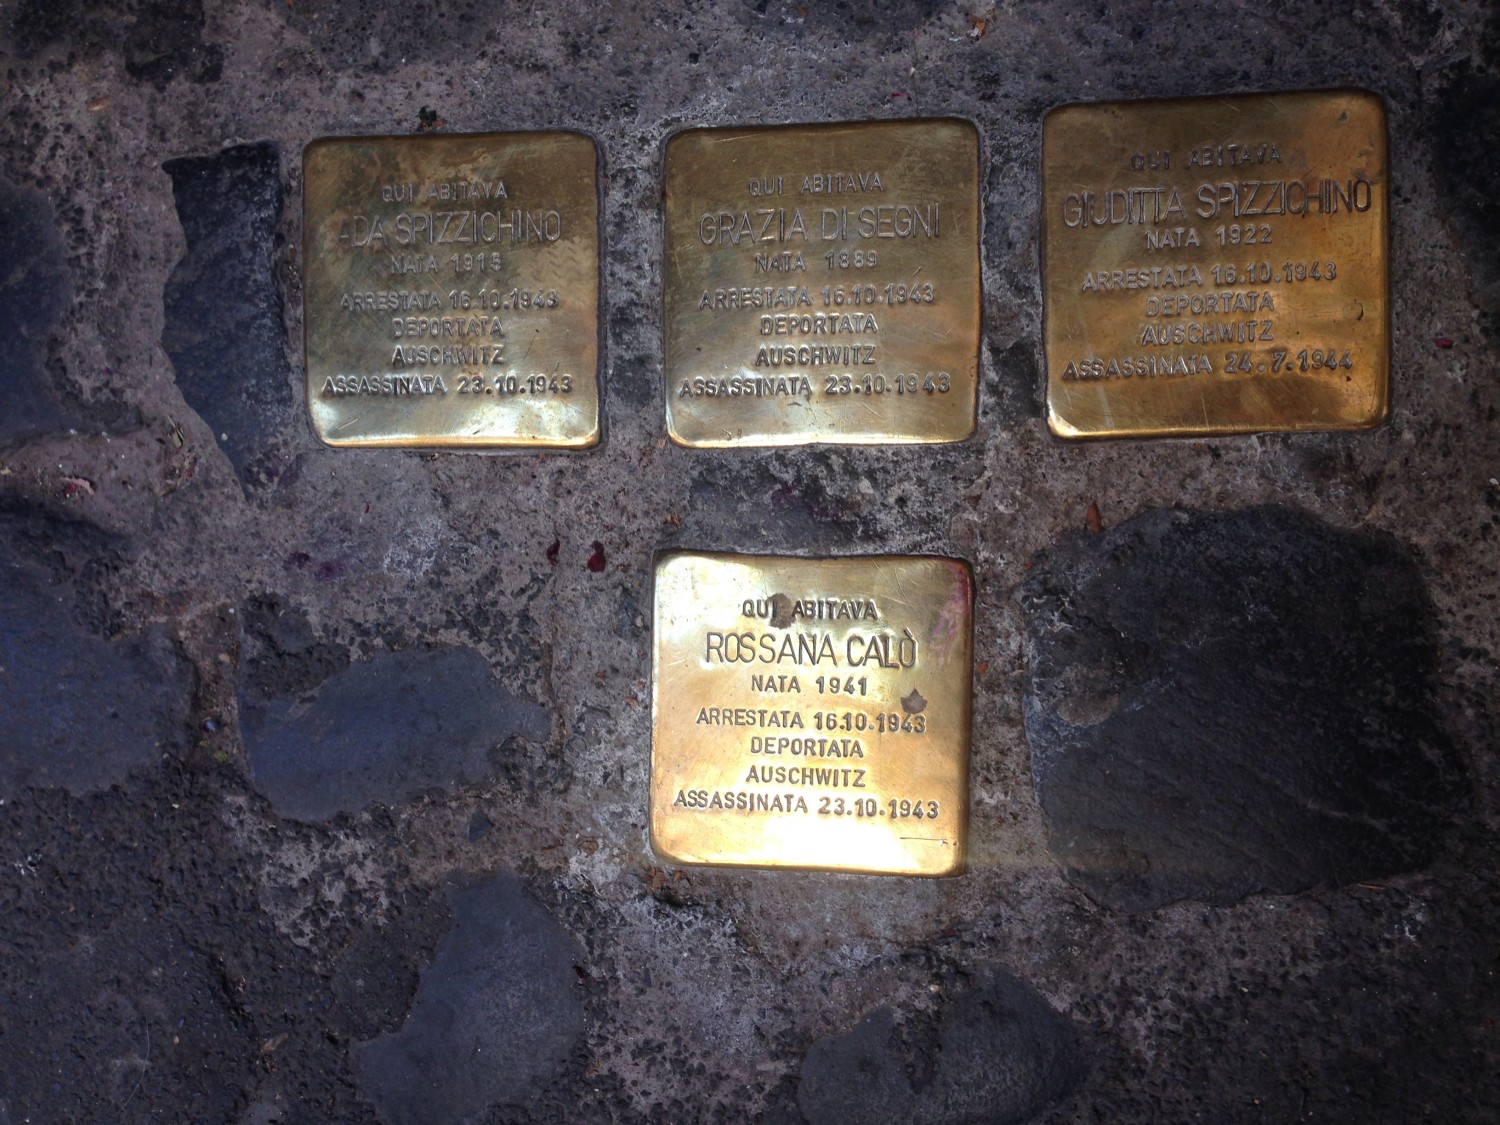 QUI ABITAVA
ADA SPIZZICHINO
NATA 1915
ARRESTATA 16.10.1943
DEPORTATA
AUSCHWITZ
ASSASSINATA 23.10.1943
QUI ABITAVA
GRAZIA DI SEGNI
NATA 1889
ARRESTATA 16.10.1943
DEPORTATA
AUSCHWITZ
ASSASSINATA 23.10.1943
QUI ABITAVA
GIUDITTA SPIZZICHINO
NATA 1922
ARRESTATA 16.10.1943
DEPORTATA
AUSCHWITZ
ASSASSINATA 24.7.1944
QUI ABITAVA
ROSSANA CALÒ
NATA 1941
ARRESTATA 16.10.1943
DEPORTATA
AUSCHWITZ
ASSASSINATA 23.10.1943